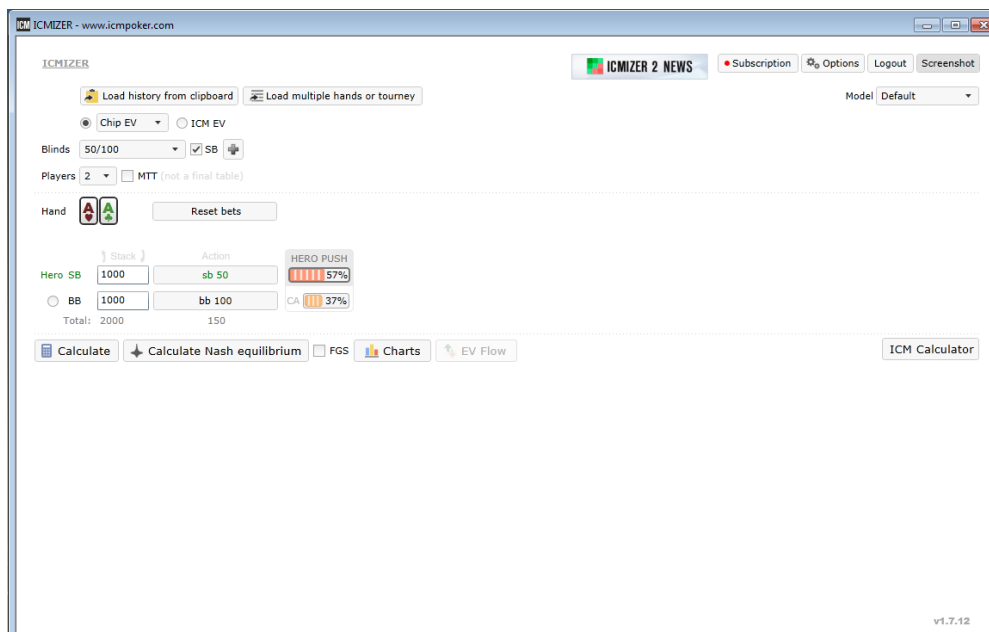 ICM ICMIZER - www.icmpoker.com
ICMIZER
ICMIZER 2 NEWS Subscription Options Logout Screenshot
Load history from clipboard Load multiple hands or tourney Model Default
Chip EV ICM EV
Blinds 50/100 SB
Players 2 MTT (not a final table)
Hand A A Reset bets
Stack Action HERO PUSH
Hero SB 1000 sb 50 57%
BB 1000 bb 100 CA 37%
Total: 2000 150
Calculate Calculate Nash equilibrium FGS Charts EV Flow ICM Calculator
v1.7.12